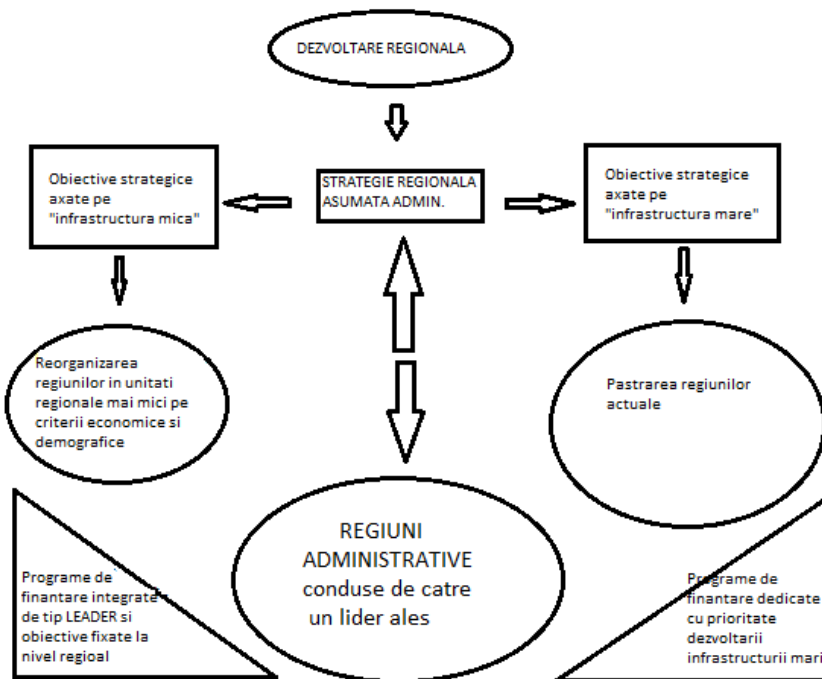 DEZVOLTARE REGIONALA
Obiective strategice
axate pe
"infrastructura mica"
STRATEGIE REGIONALA
ASUMATA ADMIN.
Obiective strategice
axate pe
"infrastructura mare"
Reorganizarea
regiunilor in unitati
regionale mai mici pe
criterii economice si
demografice
Pastrarea regiunilor
actuale
REGIUNI
ADMINISTRATIVE
conduse de catre
un lider ales
Programe de
finantare integrate
de tip LEADER si
obiective fixate la
nivel regioal
Programe de
finantare dedicate
cu prioritate
dezvoltarii
infrastructurii mari